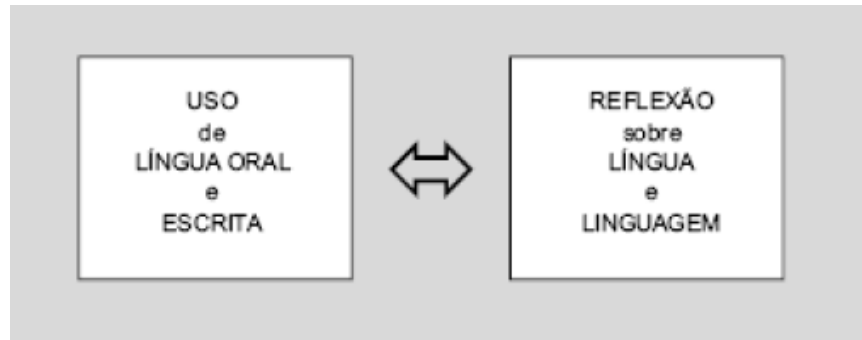 USO
de
LÍNGUA ORAL
e
ESCRITA
REFLEXÃO
sobre
LÍNGUA
e
LINGUAGEM